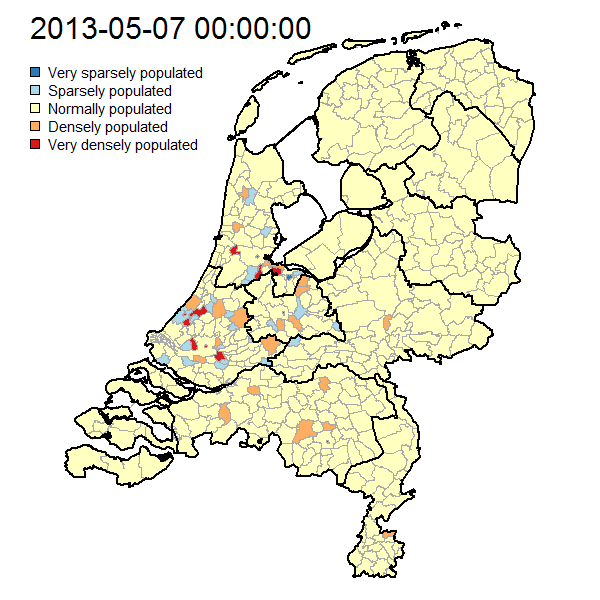 2013-05-07 00:00:00
Very sparsely populated
Sparsely populated
Normally populated
Densely populated
Very densely populated